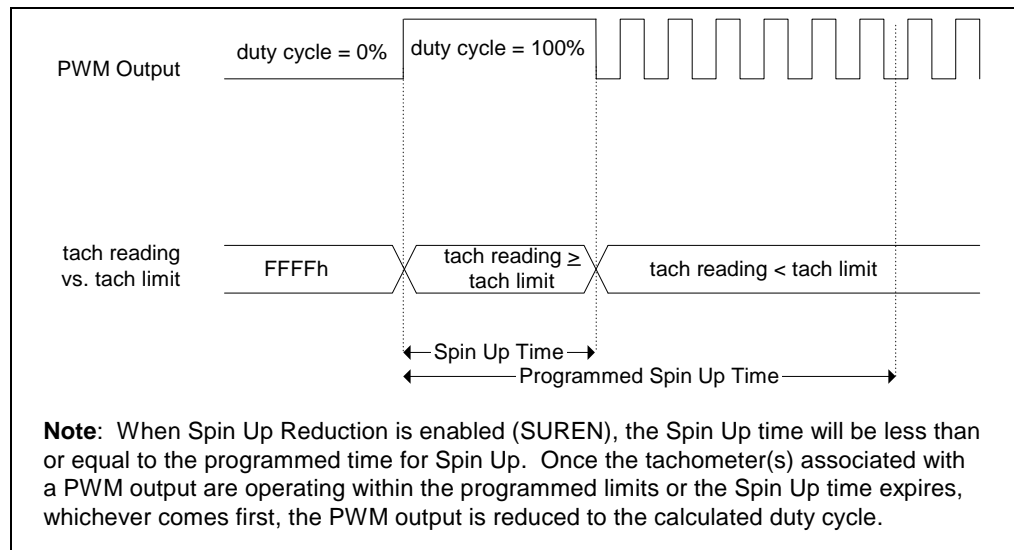 duty cycle = 0%
duty cycle = 100%
PWM Output
tach reading
vs. tach limit
FFFFh
tach reading ≥
tach limit
tach reading < tach limit
Spin Up Time
Programmed Spin Up Time
Note: When Spin Up Reduction is enabled (SUREN), the Spin Up time will be less than
or equal to the programmed time for Spin Up. Once the tachometer(s) associated with
a PWM output are operating within the programmed limits or the Spin Up time expires,
whichever comes first, the PWM output is reduced to the calculated duty cycle.